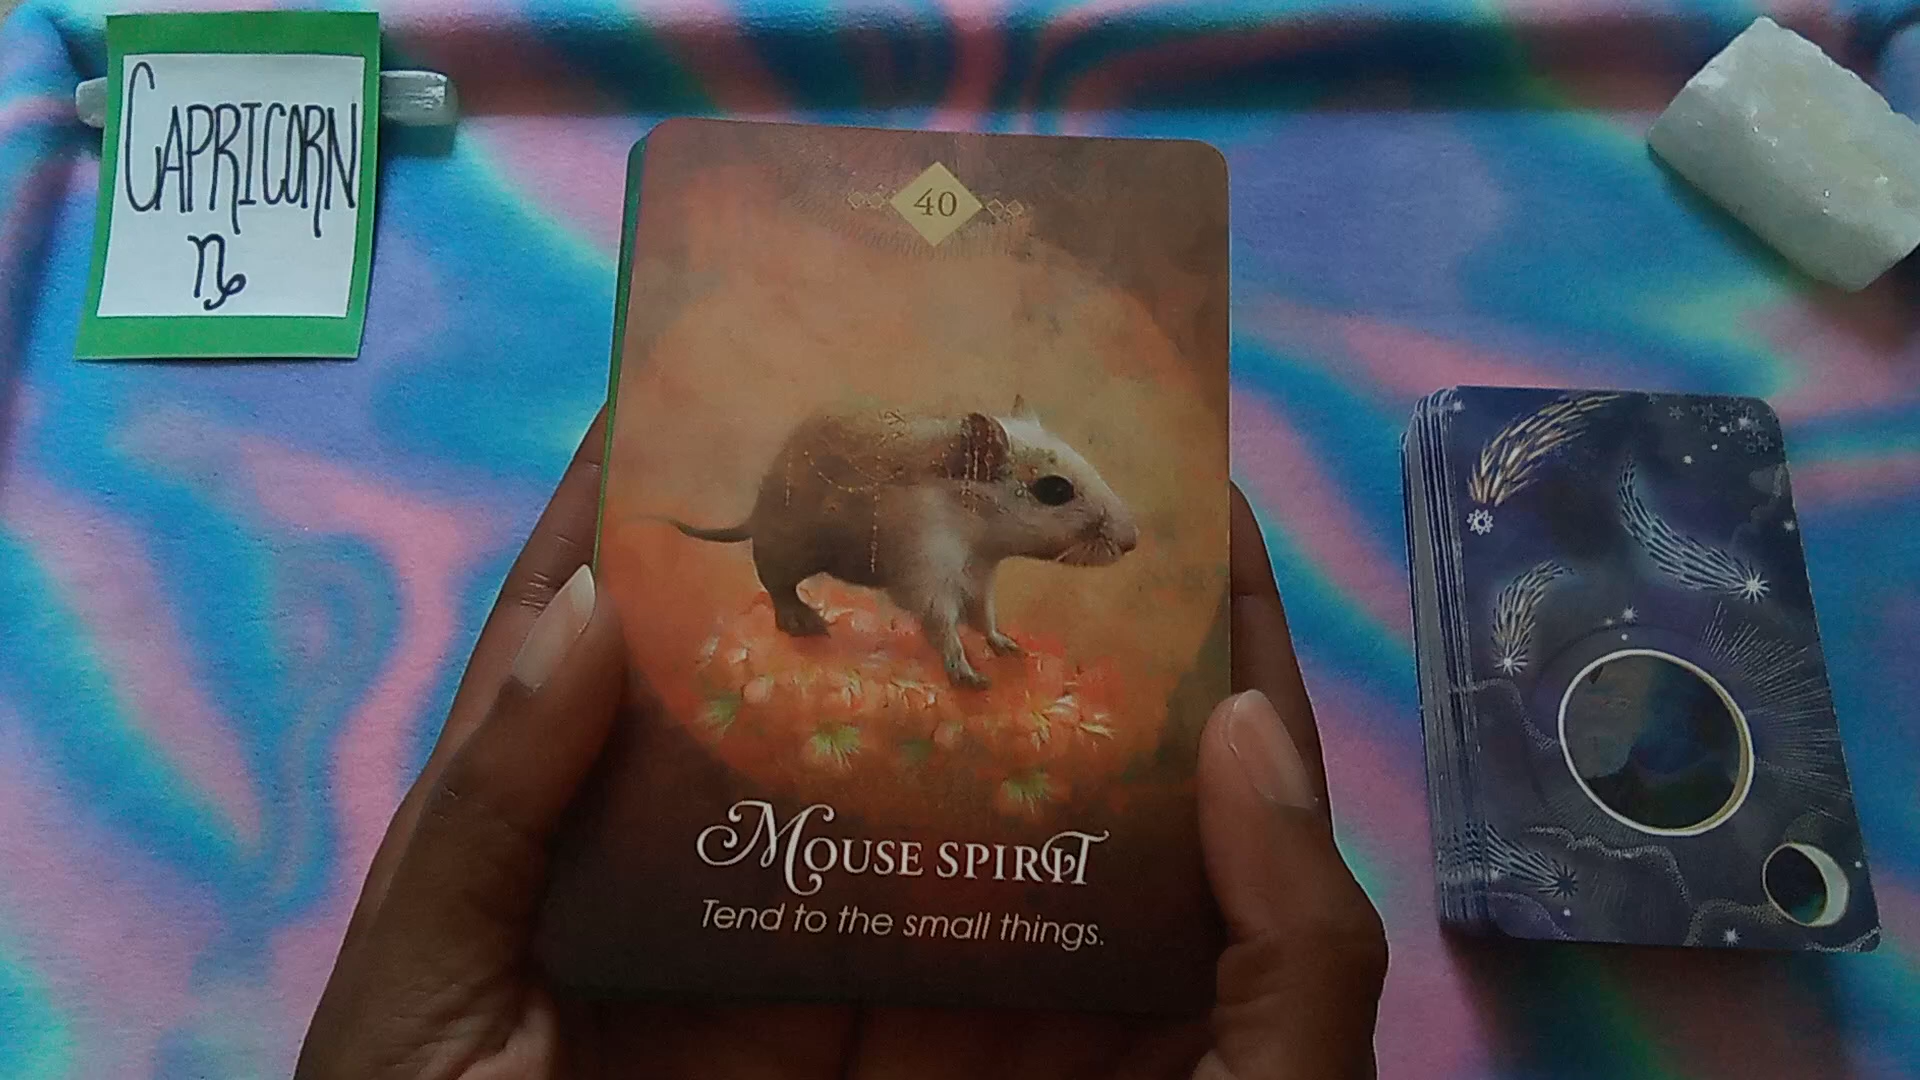 CAPRICORN
♑
40
MOUSE SPIRIT
Tend to the small things.